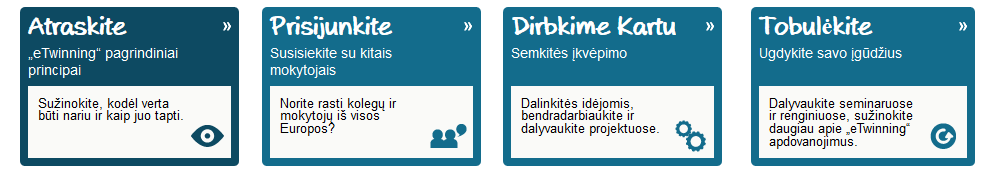 Atraskite »
„eTwinning“ pagrindiniai
principai
Sužinokite, kodėl verta
būti nariu ir kaip juo tapti.
Prisijunkite »
Susisiekite su kitais
mokytojais
Norite rasti kolegų ir
mokytojų iš visos
Europos?
Dirbkime Kartu »
Semkitės įkvėpimo
Dalinkitės idėjomis,
bendradarbiaukite ir
dalyvaukite projektuose.
Tobulėkite »
Ugdykite savo įgūdžius
Dalyvaukite seminaruose
ir renginiuose, sužinokite
daugiau apie „eTwinning“
apdovanojimus.